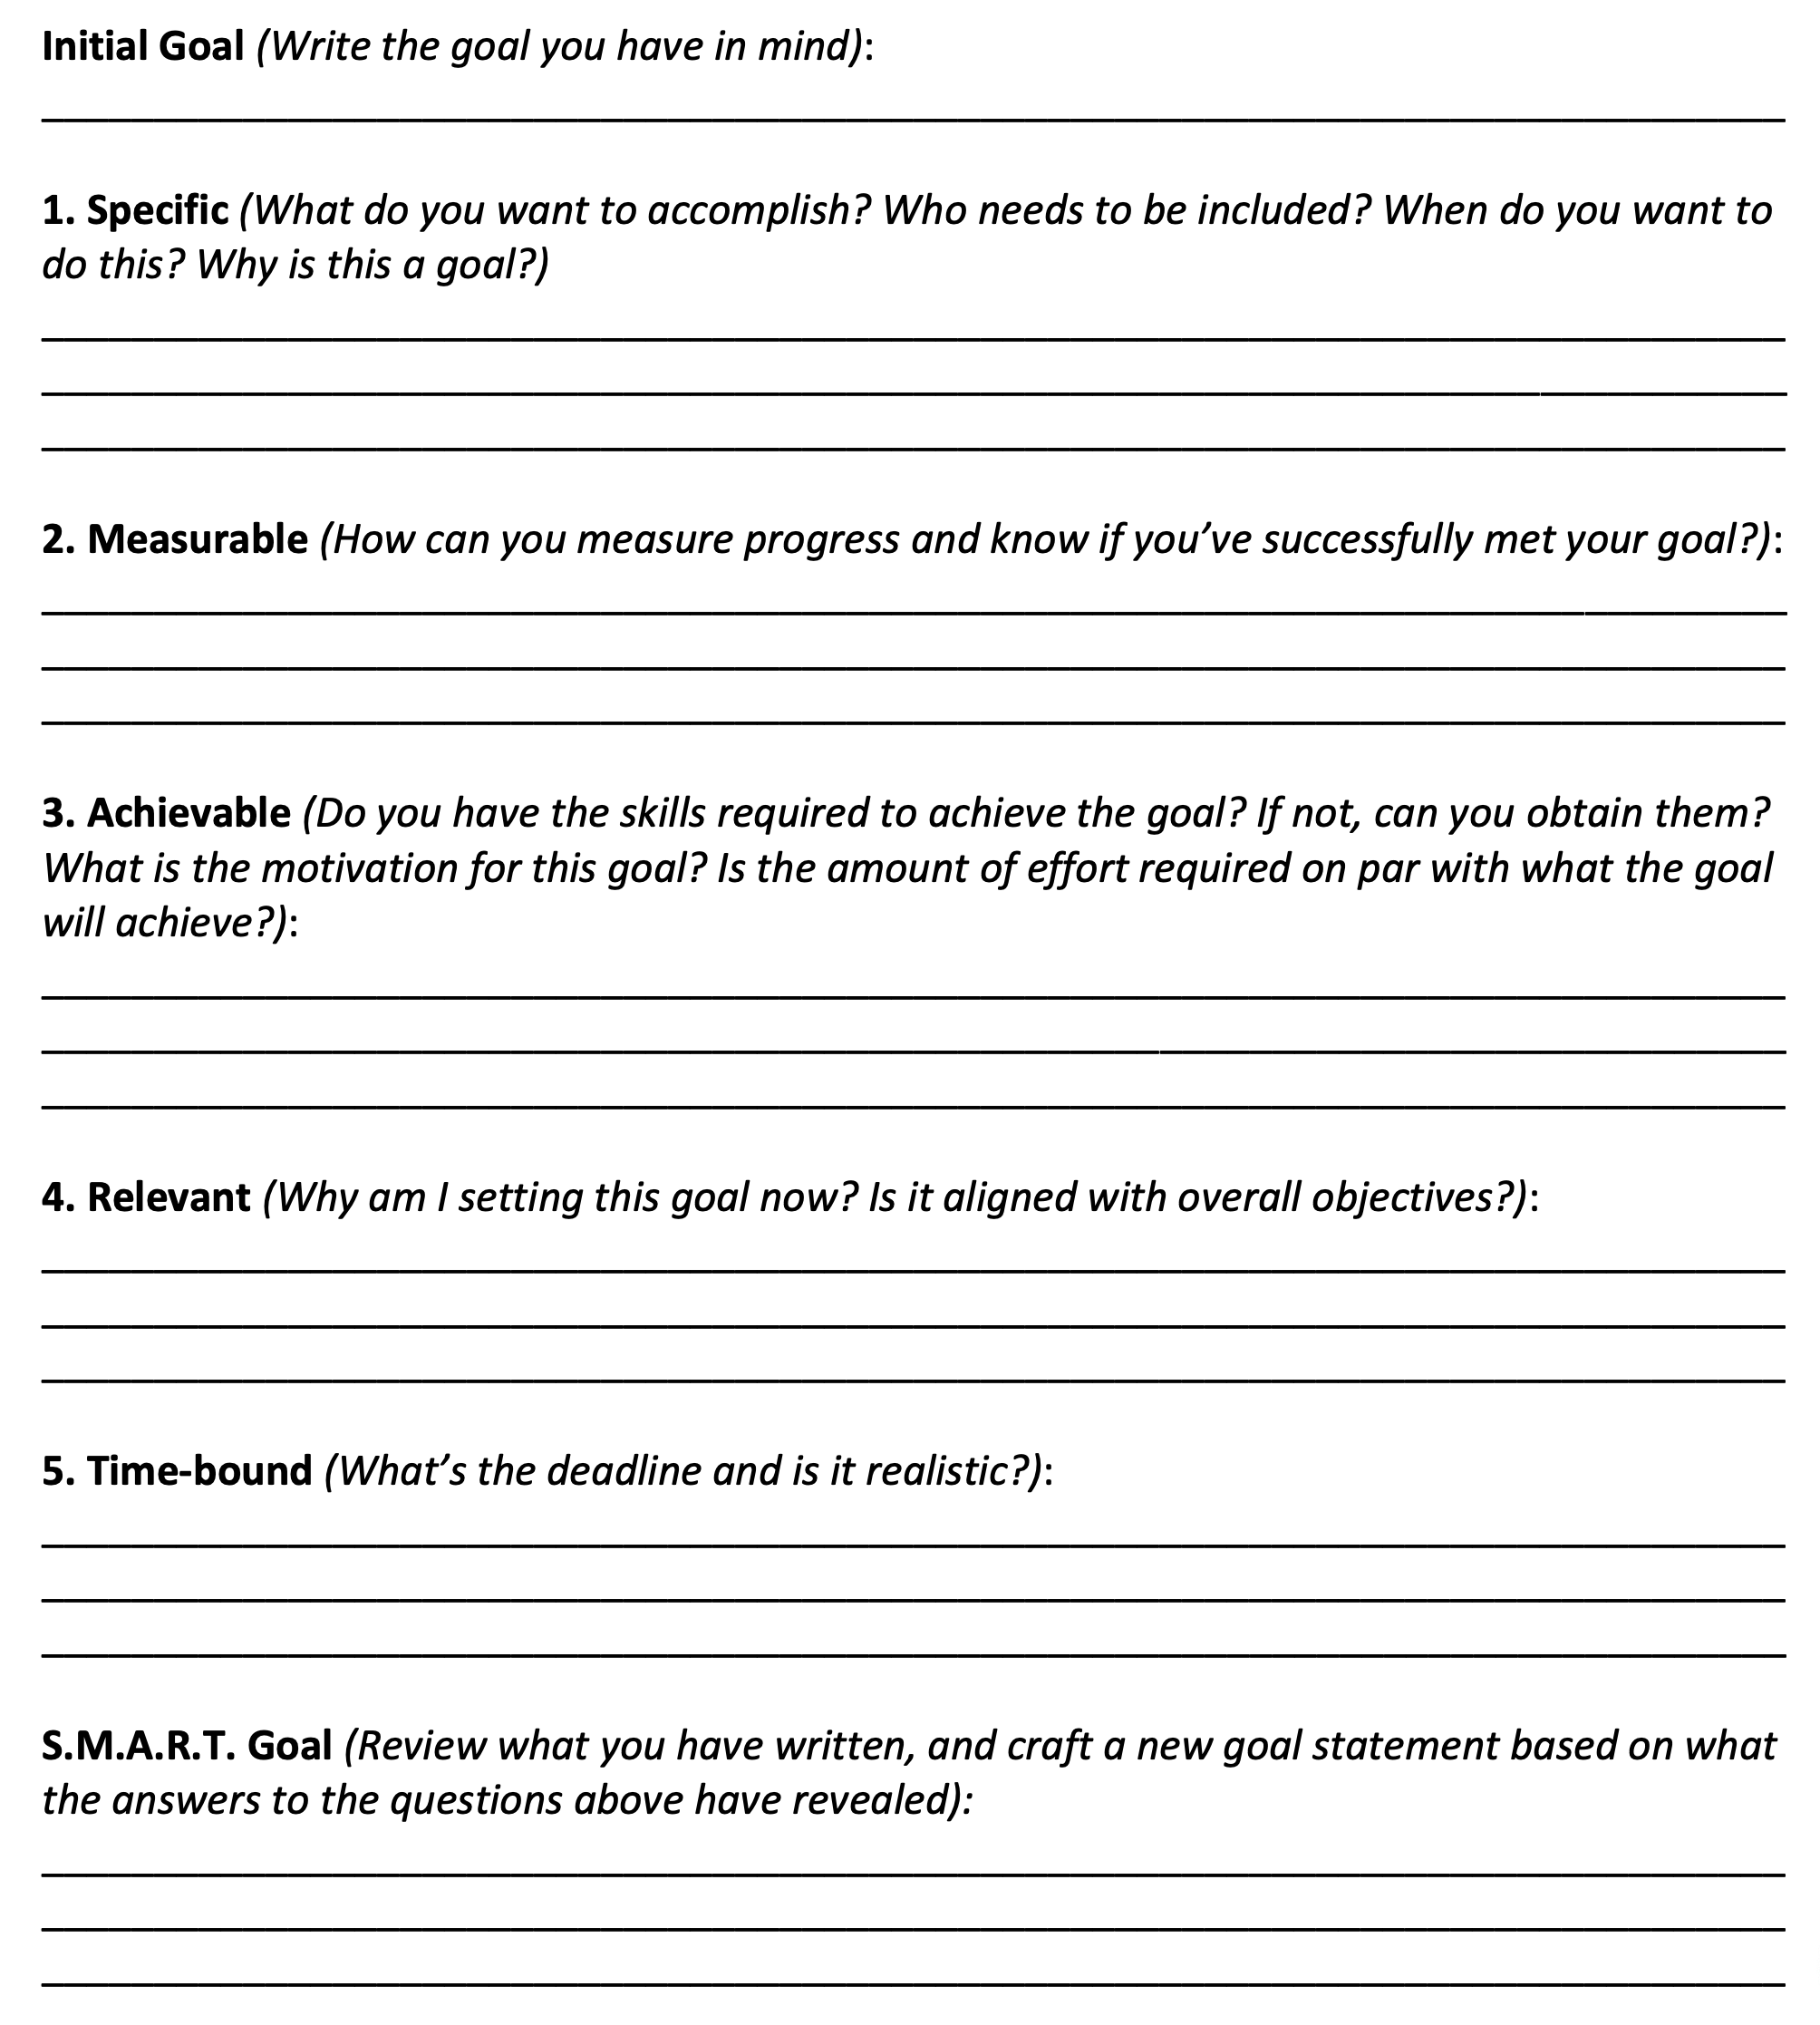 Initial Goal (Write the goal you have in mind):
1. Specific (What do you want to accomplish? Who needs to be included? When do you want to
do this? Why is this a goal?)
2. Measurable (How can you measure progress and know if you’ve successfully met your goal?):
3. Achievable (Do you have the skills required to achieve the goal? If not, can you obtain them?
What is the motivation for this goal? Is the amount of effort required on par with what the goal
will achieve?):
4. Relevant (Why am I setting this goal now? Is it aligned with overall objectives?):
5. Time-bound (What’s the deadline and is it realistic?):
S.M.A.R.T. Goal (Review what you have written, and craft a new goal statement based on what
the answers to the questions above have revealed):